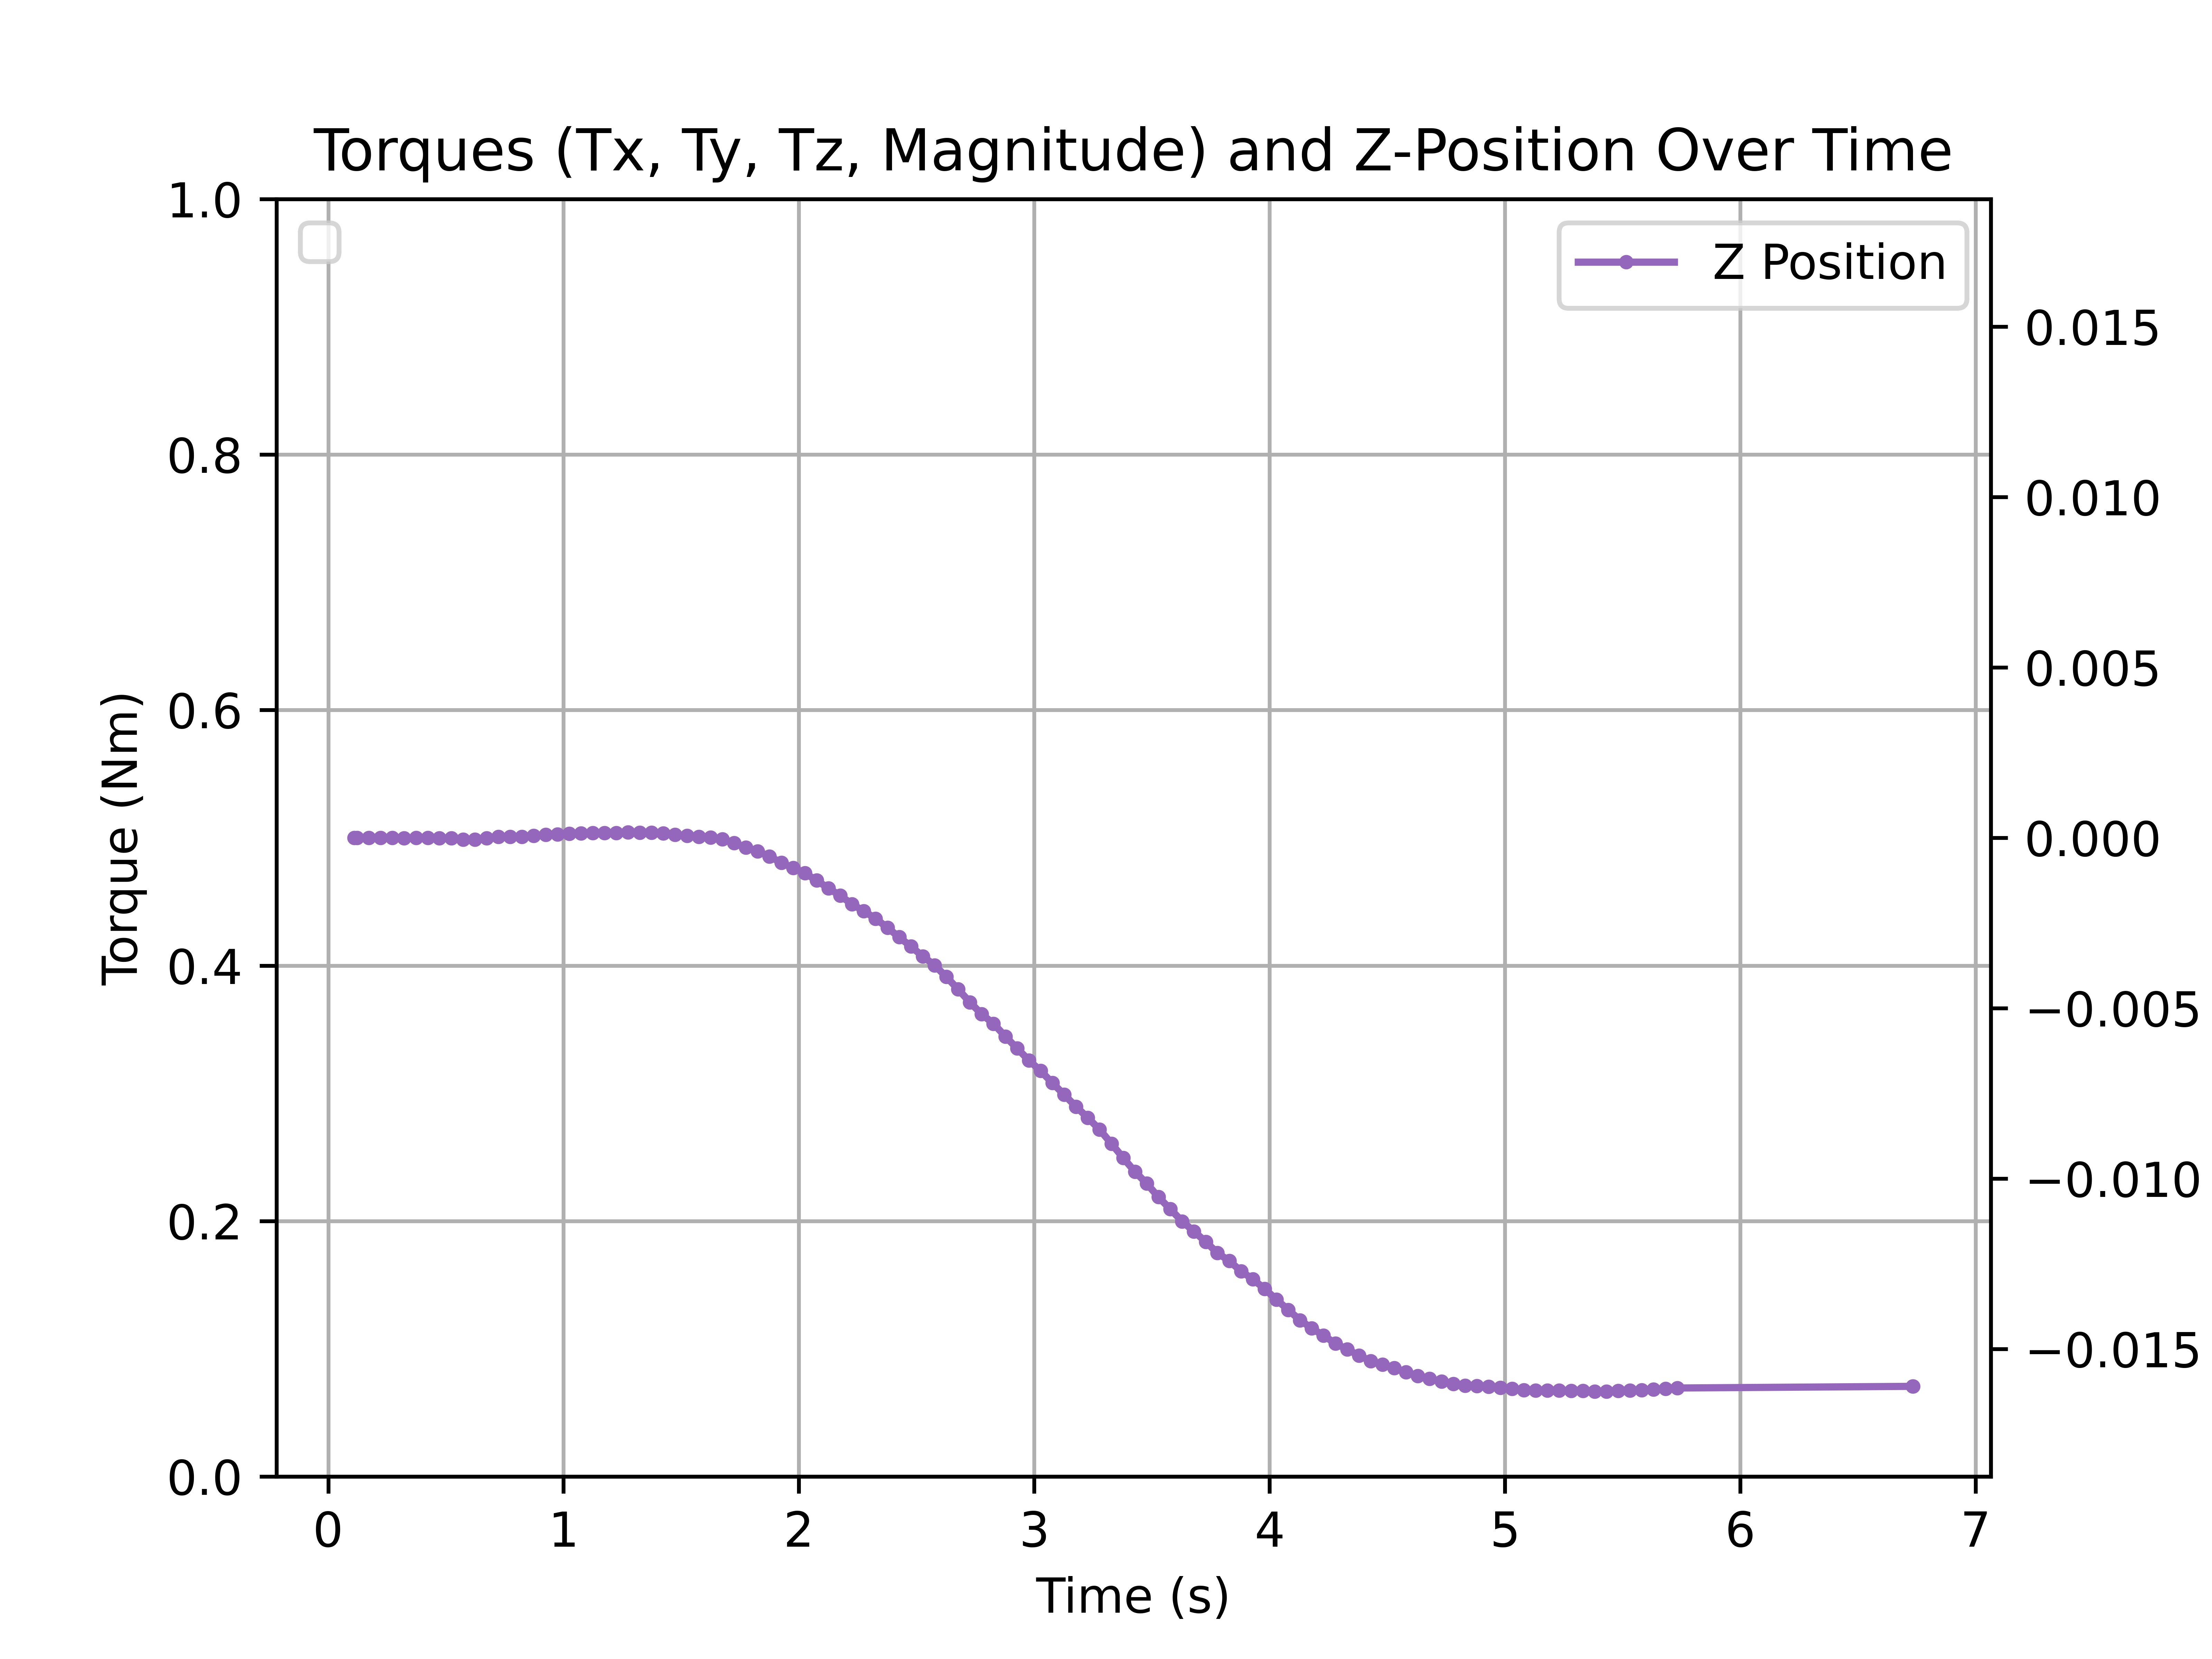 Torques (Tx, Ty, Tz, Magnitude) and Z-Position Over Time
Z Position
1.0
0.8
0.6
0.4
0.2
0.0
Torque (Nm)
0.015
0.010
0.005
0.000
−0.005
−0.010
−0.015
0 1 2 3 4 5 6 7
Time (s)